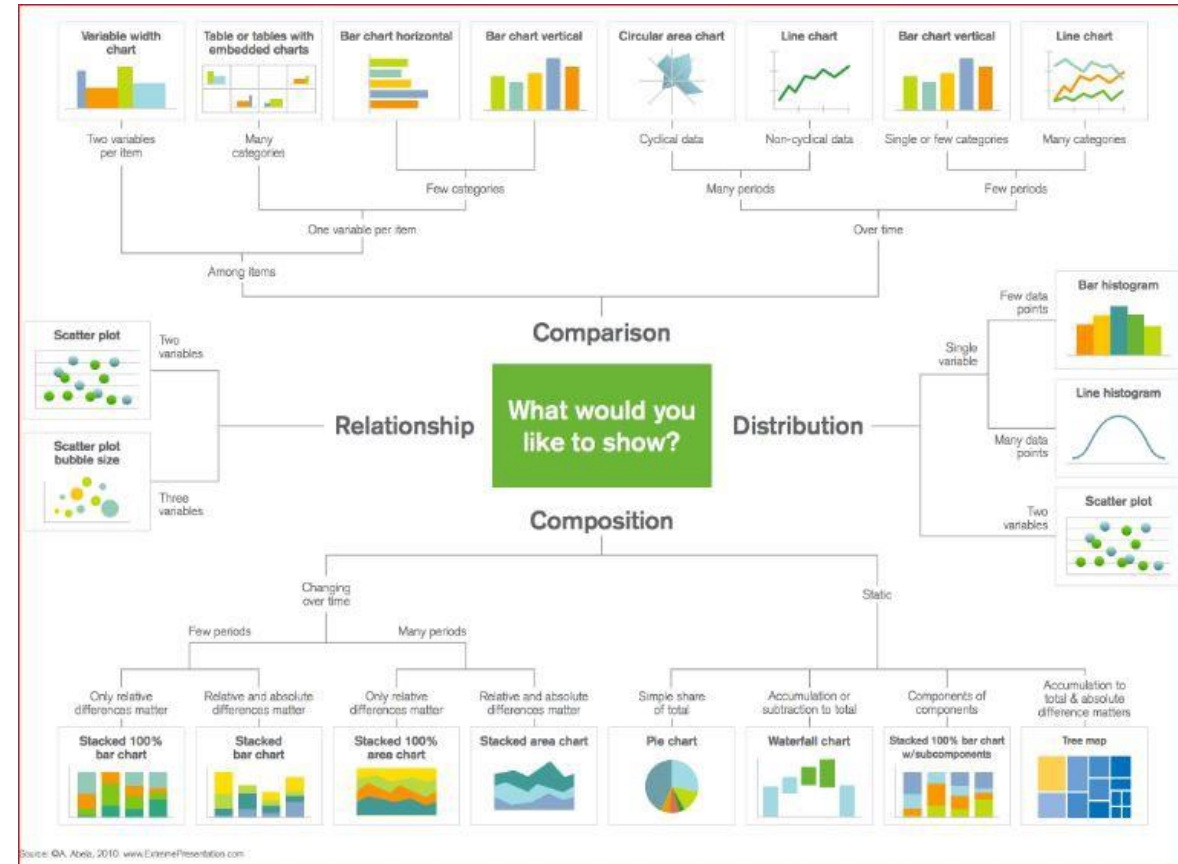 Variable width
chart
Table or tables with
embedded charts
Bar chart horizontal
Bar chart vertical
Circular area chart
Line chart
Bar chart vertical
Line chart
Two variables
per item
Many
categories
Cyclical data
Non-cyclical data
Single or few categories
Many categories
Few categories
Many periods
Few periods
One variable per item
Over time
Among items
Comparison
Scatter plot
Two
variables
Relationship
Scatter plot
bubble size
Three
variables
What would you
like to show?
Distribution
Single
variable
Few data
points
Bar histogram
Line histogram
Many data
points
Two
variables
Scatter plot
Composition
Changing
over time
Static
Few periods
Many periods
Only relative
differences matter
Relative and absolute
differences matter
Only relative
differences matter
Relative and absolute
differences matter
Simple share
of total
Accumulation or
subtraction to total
Components of
components
Accumulation to
total & absolute
difference matters
Stacked 100%
bar chart
Stacked
bar chart
Stacked 100%
area chart
Stacked area chart
Pie chart
Waterfall chart
Stacked 100% bar chart
w/subcomponents
Tree map
Source: ©A. Abela, 2010. www.ExtremePresentation.com